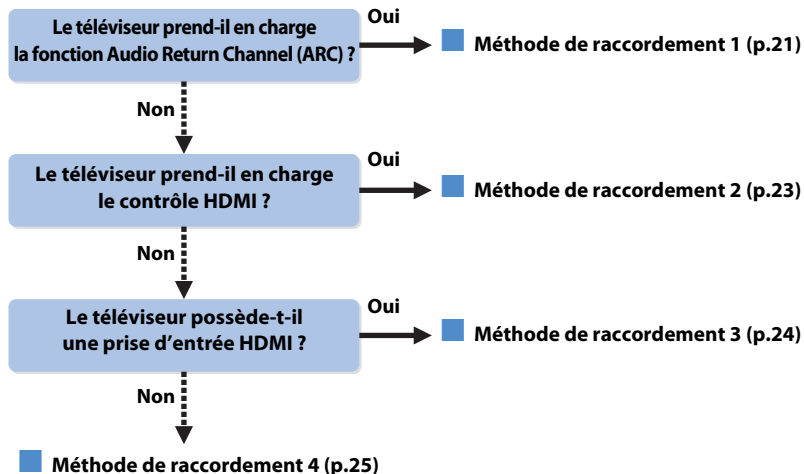 Le téléviseur prend-il en charge
la fonction Audio Return Channel (ARC) ?
Oui
Méthode de raccordement 1 (p.21)
Non
Le téléviseur prend-il en charge
le contrôle HDMI ?
Oui
Méthode de raccordement 2 (p.23)
Non
Le téléviseur possède-t-il
une prise d’entrée HDMI ?
Oui
Méthode de raccordement 3 (p.24)
Non
Méthode de raccordement 4 (p.25)